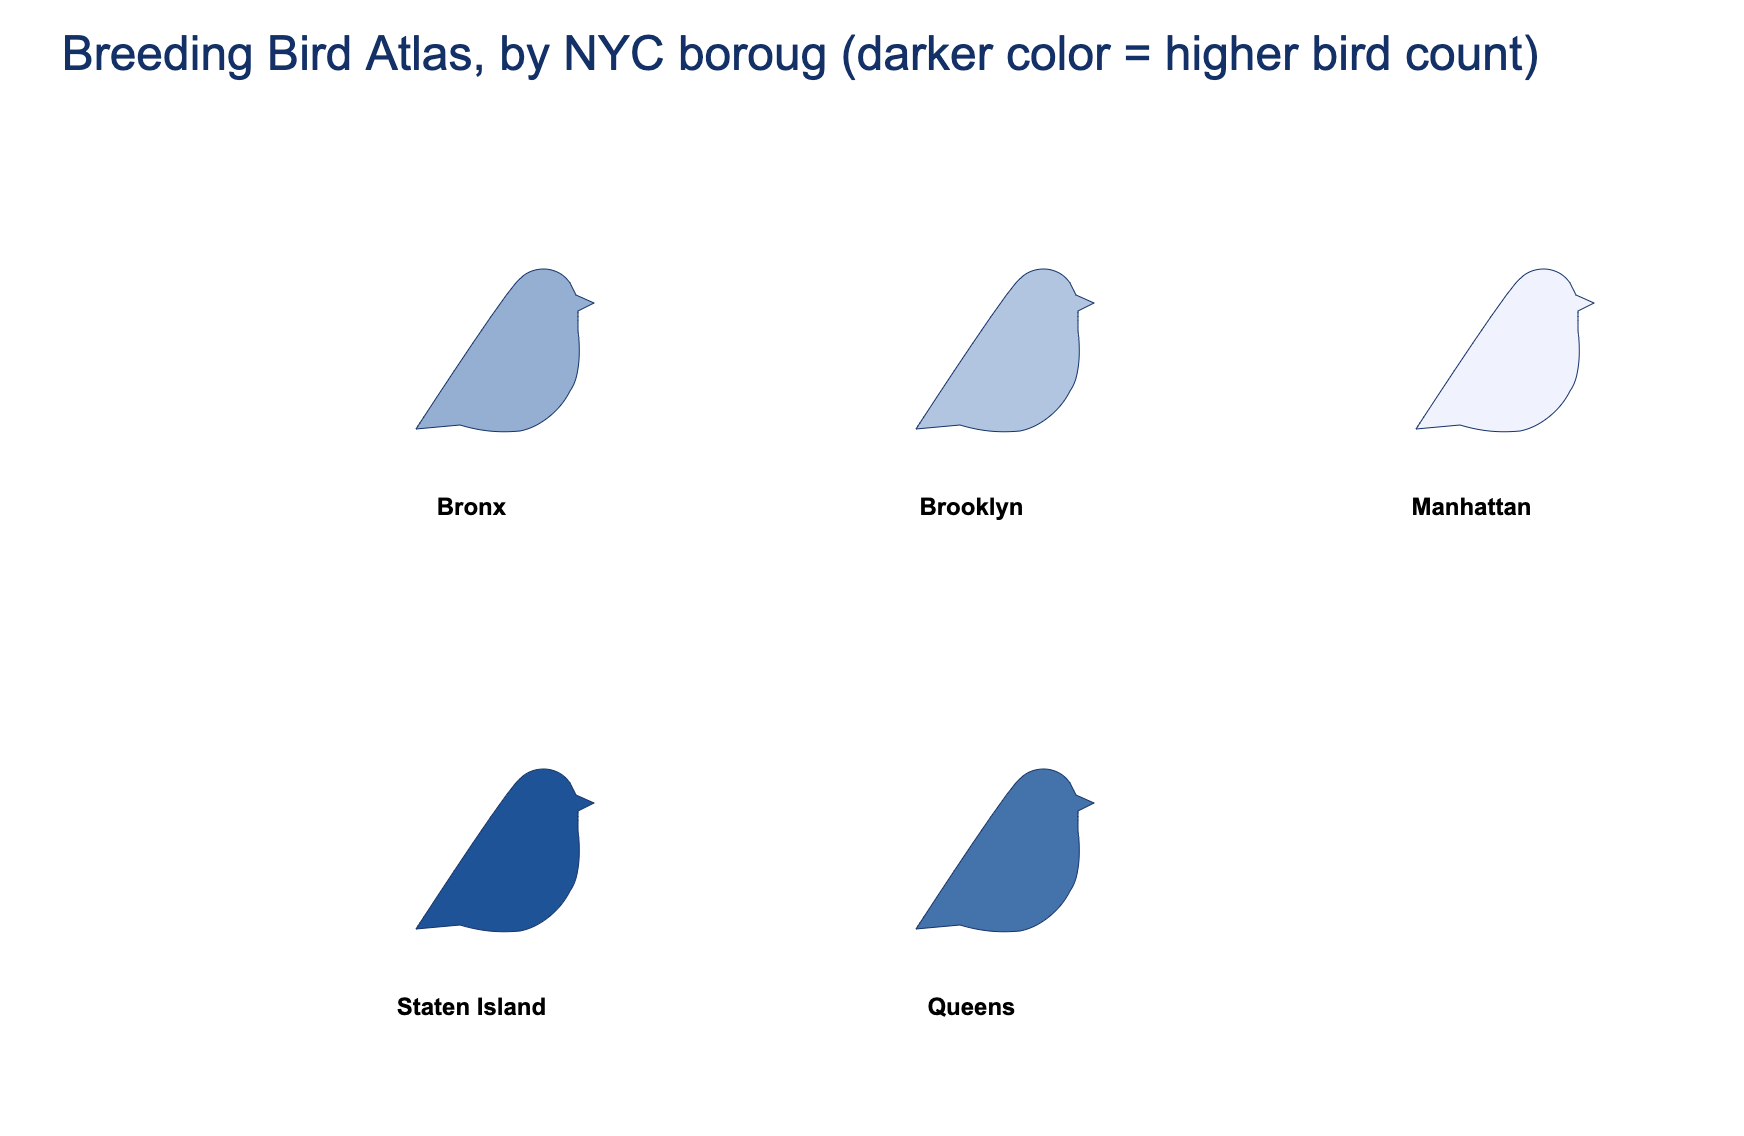 Breeding Bird Atlas, by NYC boroug (darker color = higher bird count)
Bronx
Brooklyn
Manhattan
Staten Island
Queens